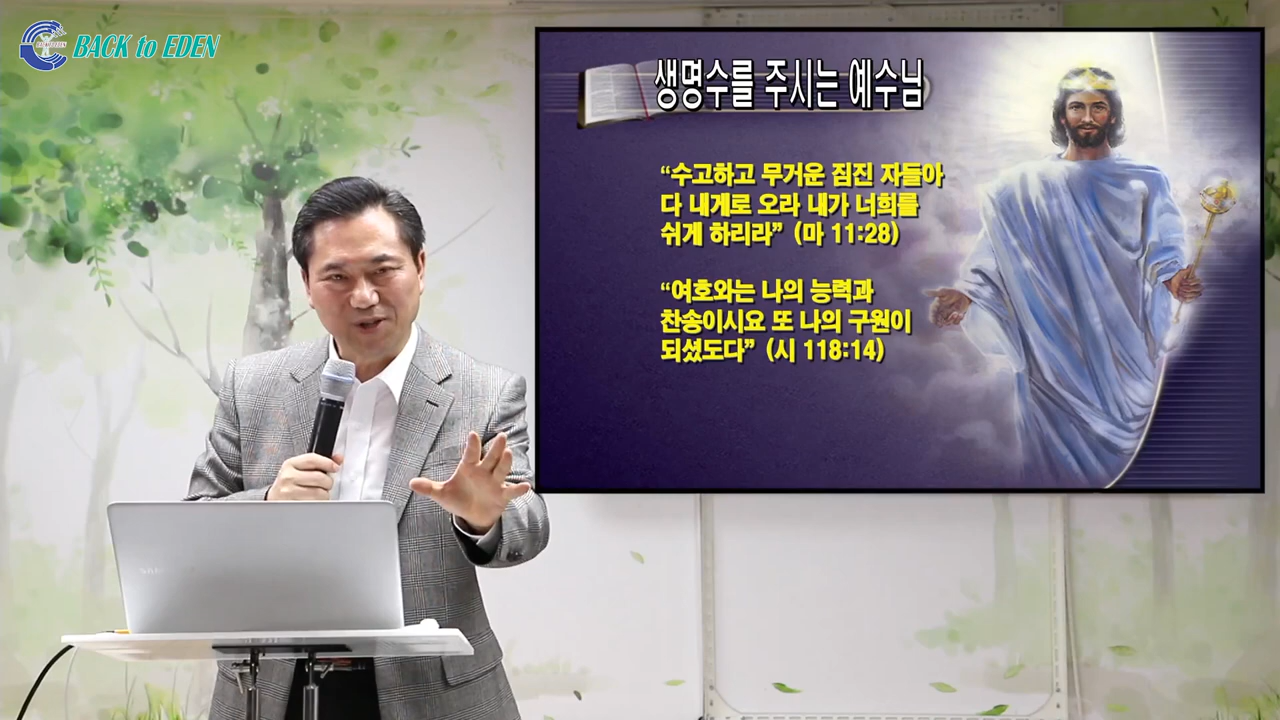 BACK to EDEN
생명수를 주시는 예수님
“수고하고 무거운 짐진 자들아
다 내게로 오라 내가 너희를
쉬게 하리라” (마 11:28)
“여호와는 나의 능력과
찬송이시요 또 나의 구원이
되셨도다” (시 118:14)
SAMSUNG